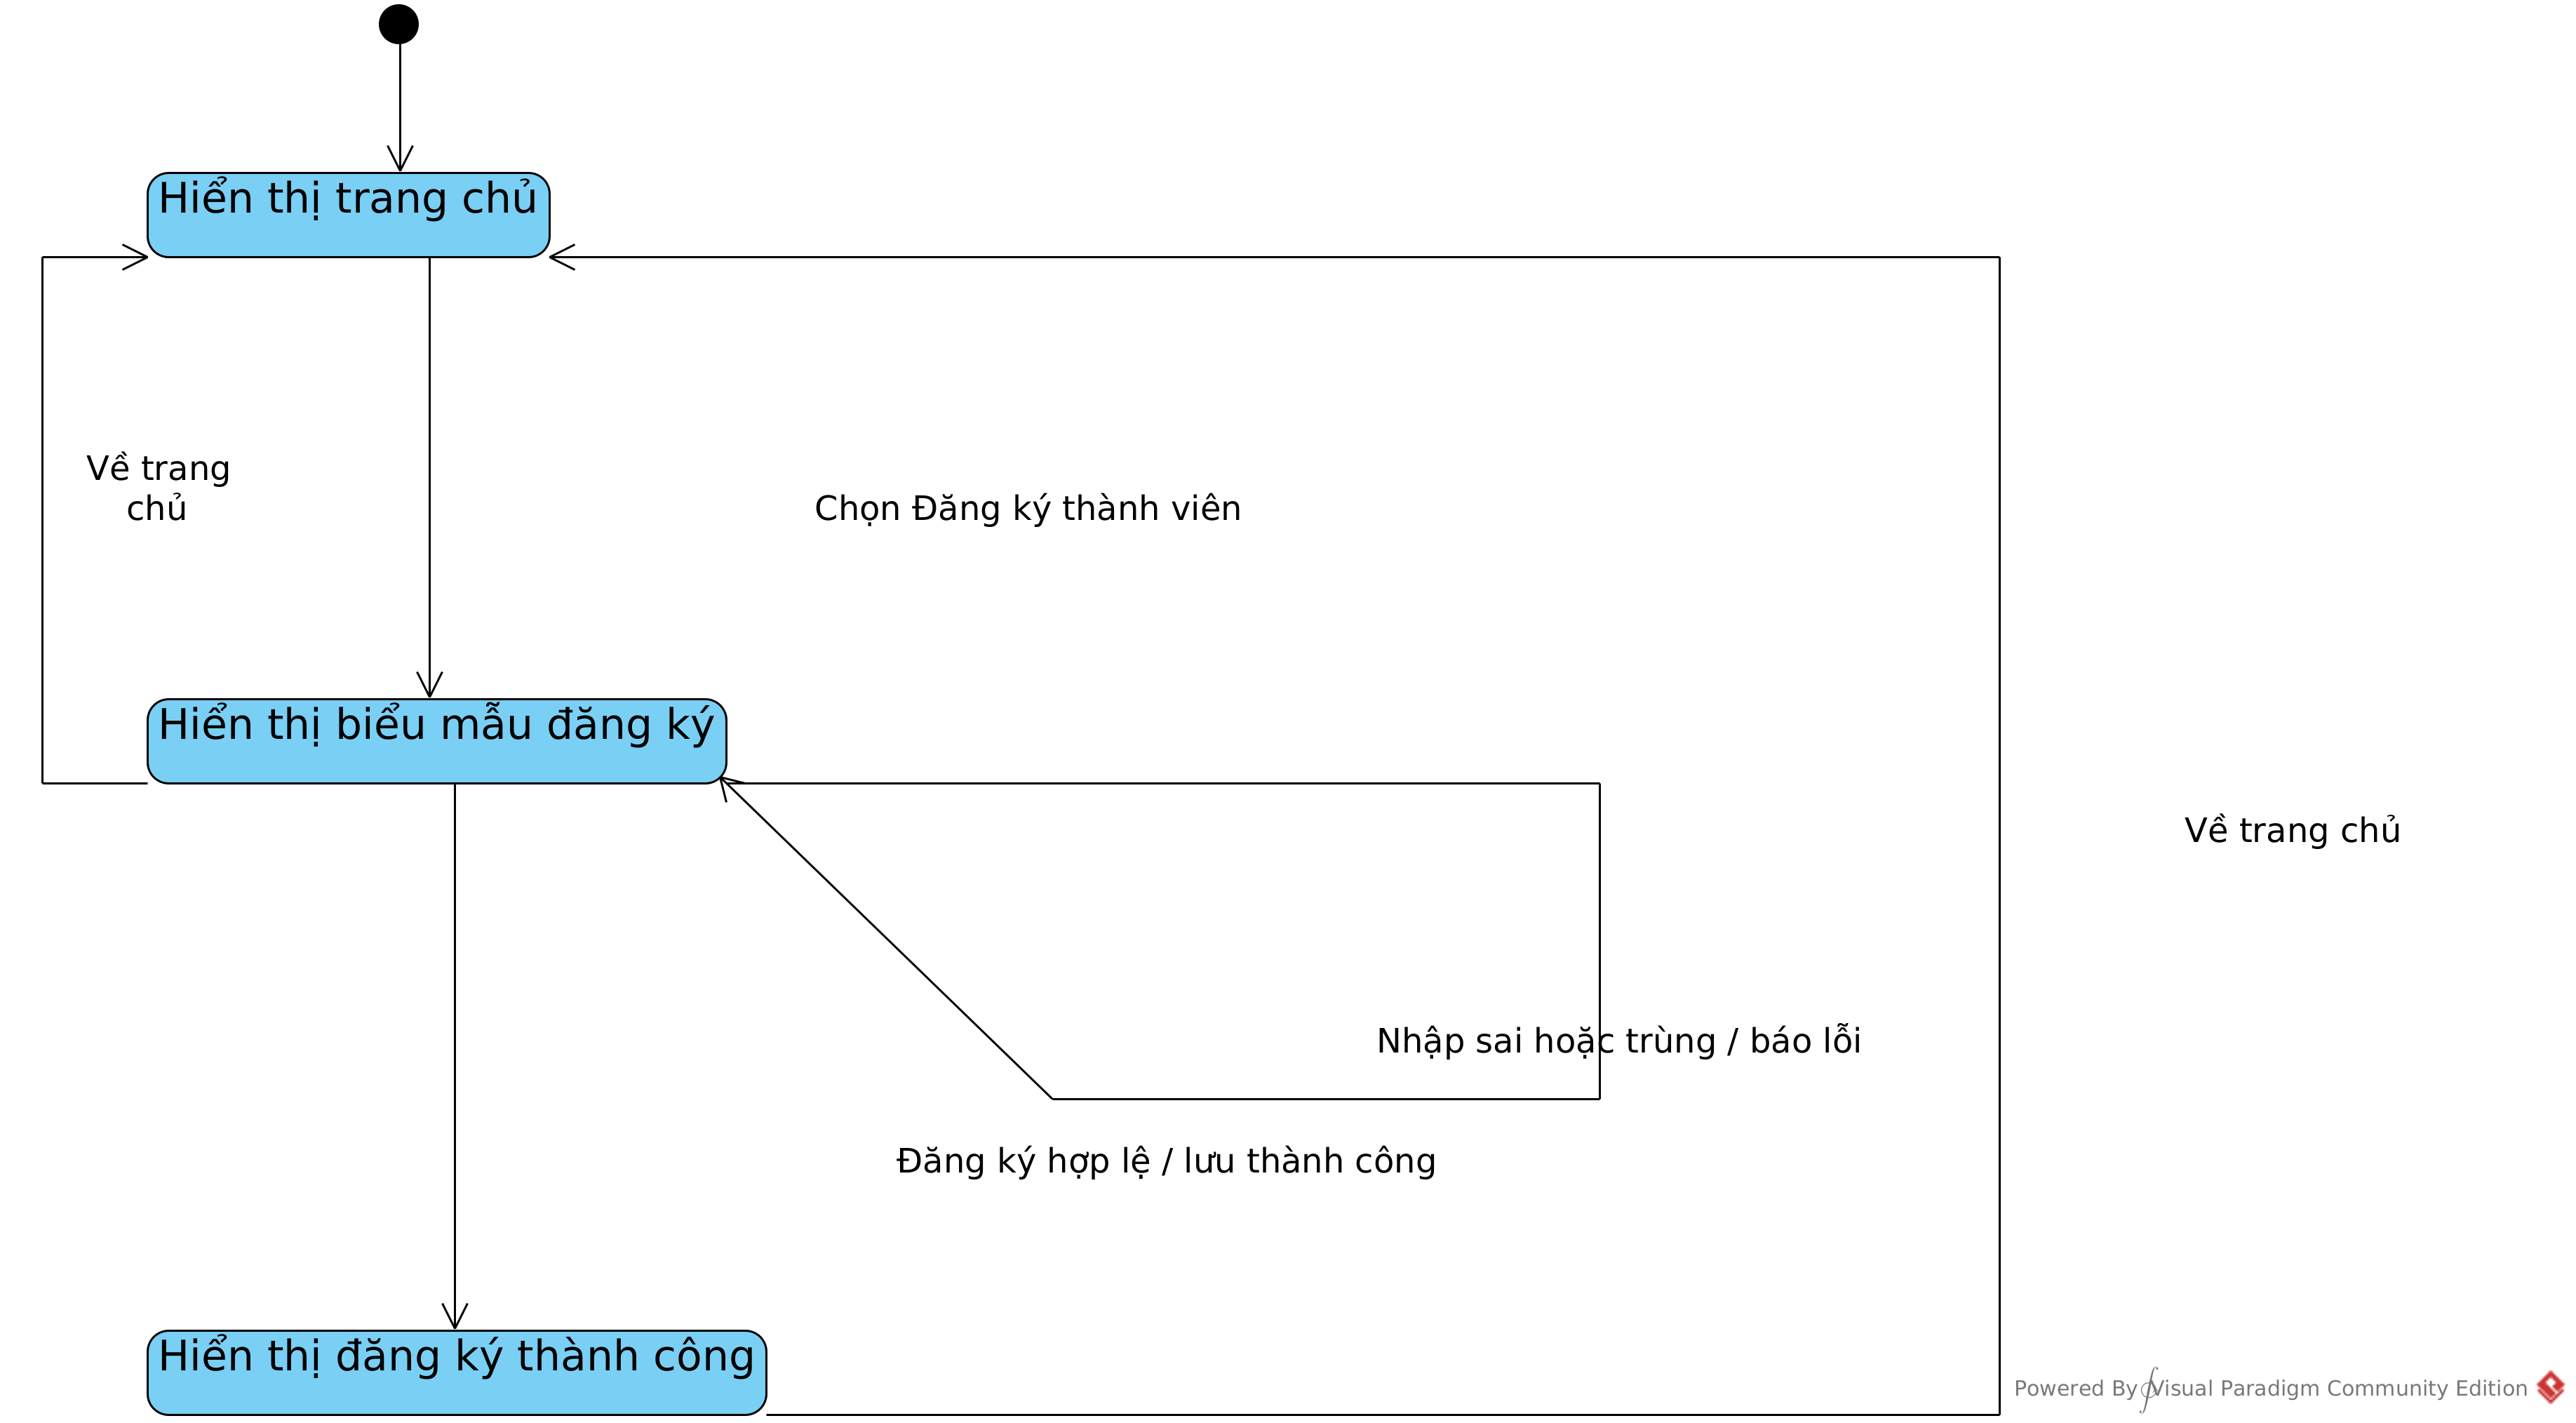 Hiển thị trang chủ
Về trang
chủ
Chọn Đăng ký thành viên
Hiển thị biểu mẫu đăng ký
Về trang chủ
Nhập sai hoặc trùng / báo lỗi
Đăng ký hợp lệ / lưu thành công
Hiển thị đăng ký thành công
Powered By Visual Paradigm Community Edition